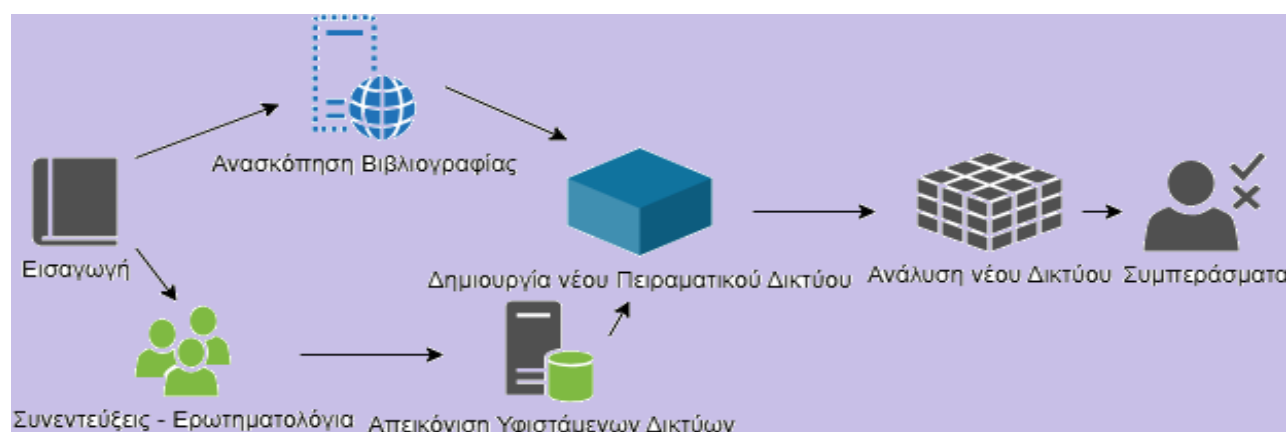 Ανασκόπηση Βιβλιογραφίας
Εισαγωγή
Δημιουργία νέου Πειραματικού Δικτύου
Ανάλυση νέου Δικτύου
Συμπεράσματα
Συνεντεύξεις - Ερωτηματολόγια
Απεικόνιση Υφιστάμενων Δικτύων